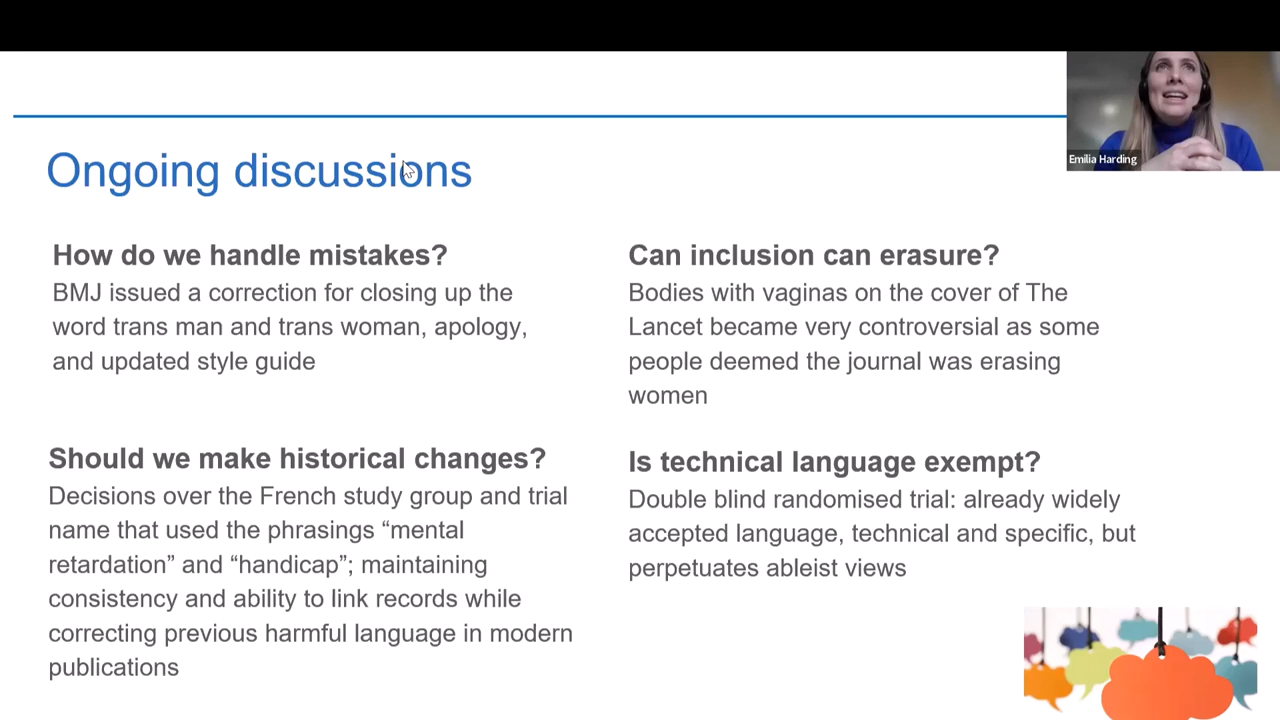 Emilia Harding
Ongoing discussions
How do we handle mistakes?
BMJ issued a correction for closing up the
word trans man and trans woman, apology,
and updated style guide
Can inclusion can erasure?
Bodies with vaginas on the cover of The
Lancet became very controversial as some
people deemed the journal was erasing
women
Should we make historical changes?
Decisions over the French study group and trial
name that used the phrasings “mental
retardation” and “handicap”; maintaining
consistency and ability to link records while
correcting previous harmful language in modern
publications
Is technical language exempt?
Double blind randomised trial: already widely
accepted language, technical and specific, but
perpetuates ableist views